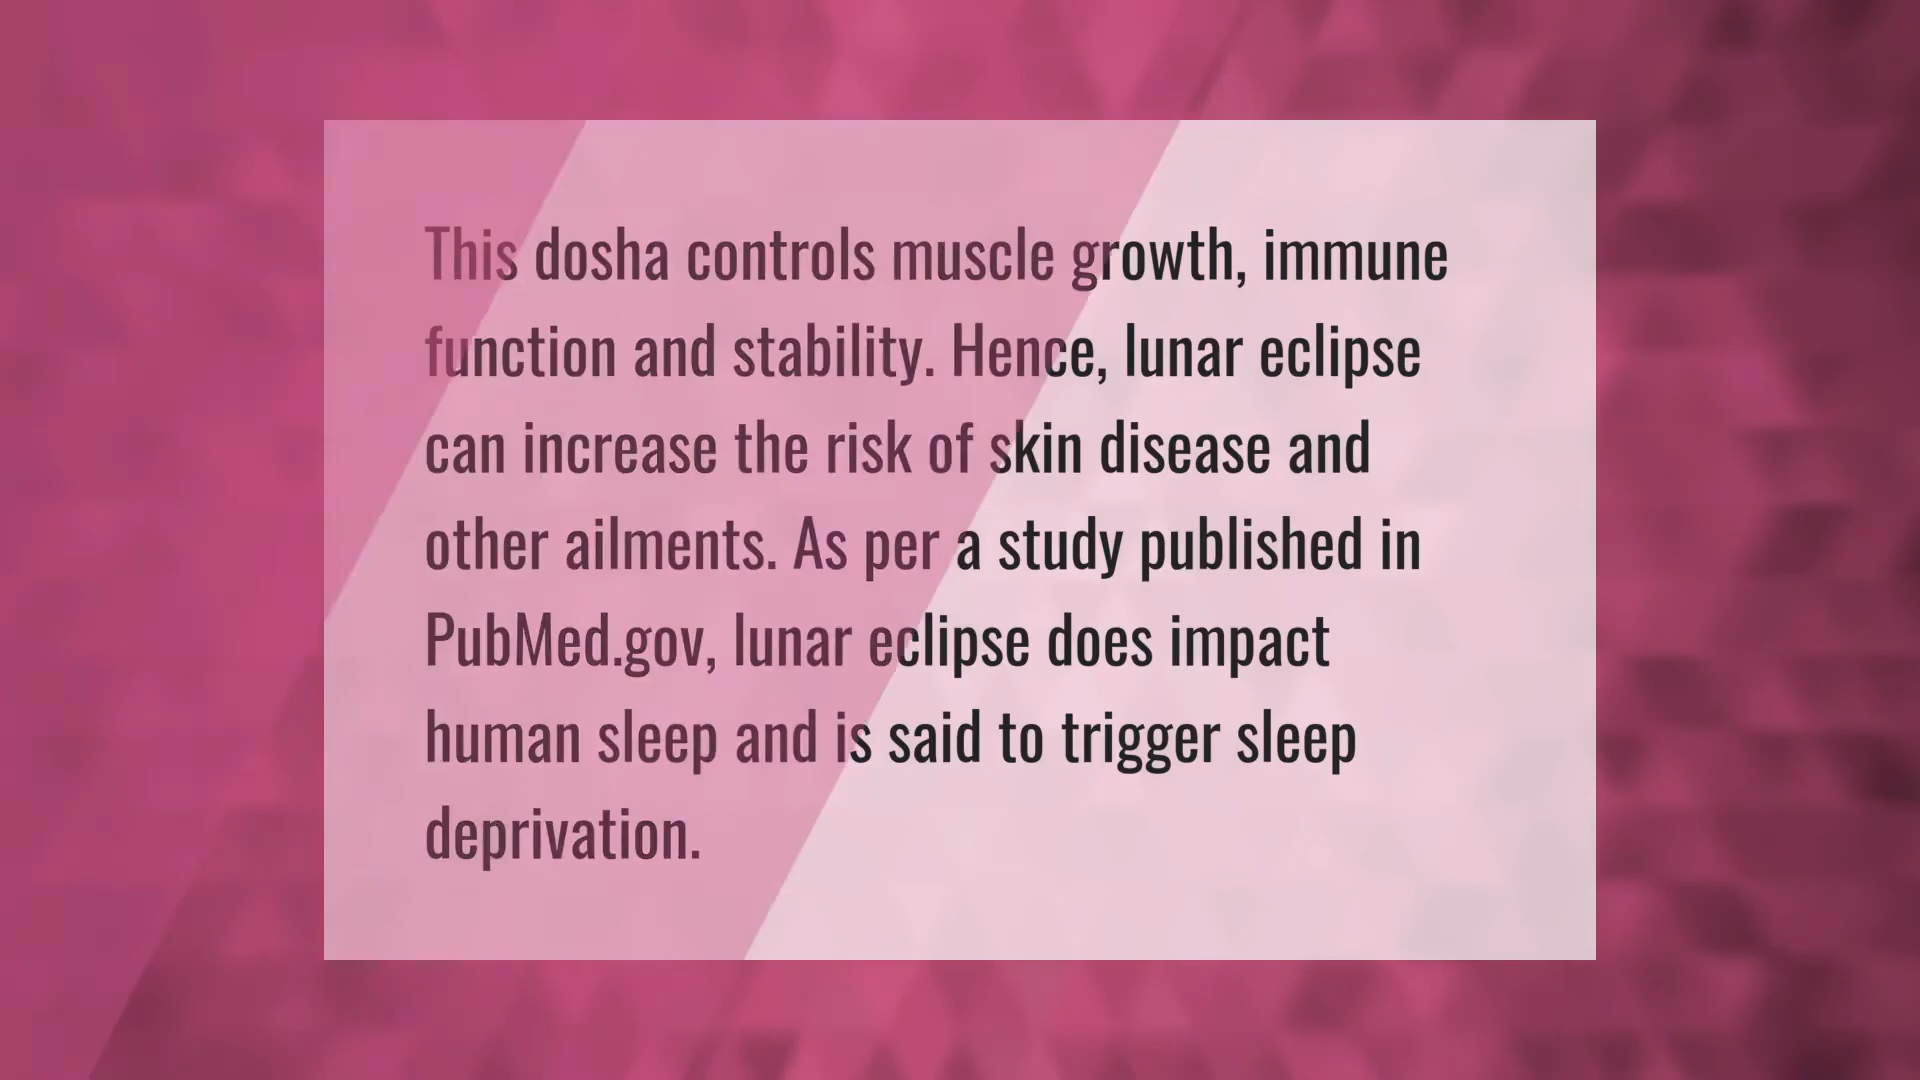 This dosha controls muscle growth, immune
function and stability. Hence, lunar eclipse
can increase the risk of skin disease and
other ailments. As per a study published in
PubMed.gov, lunar eclipse does impact
human sleep and is said to trigger sleep
deprivation.